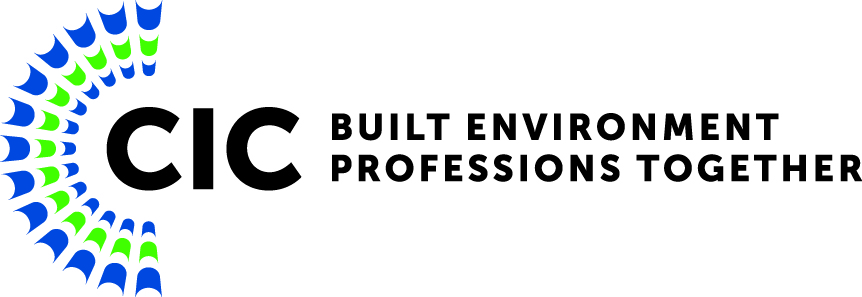 CIC
BUILT ENVIRONMENT
PROFESSIONS TOGETHER